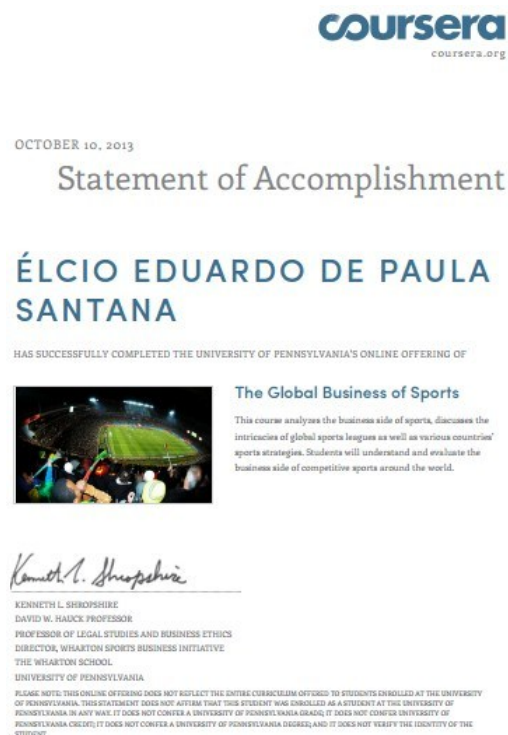 coursera
coursera.org
OCTOBER 10, 2013
Statement of Accomplishment
ÉLCIO EDUARDO DE PAULA
SANTANA
HAS SUCCESSFULLY COMPLETED THE UNIVERSITY OF PENNSYLVANIA'S ONLINE OFFERING OF
The Global Business of Sports
This course analyzes the business side of sports, discusses the
intricacies of global sports leagues as well as various countries'
sports strategies. Students will understand and evaluate the
business side of competitive sports around the world.
Kenneth L. Shropshire
KENNETH L. SHROPSHIRE
DAVID W. HAUCK PROFESSOR
PROFESSOR OF LEGAL STUDIES AND BUSINESS ETHICS
DIRECTOR, WHARTON SPORTS BUSINESS INITIATIVE
THE WHARTON SCHOOL
UNIVERSITY OF PENNSYLVANIA
PLEASE NOTE: THIS ONLINE OFFERING DOES NOT REFLECT THE ENTIRE CURRICULUM OFFERED TO STUDENTS ENROLLED AT THE UNIVERSITY
OF PENNSYLVANIA. THIS STATEMENT DOES NOT AFFIRM THAT THIS STUDENT WAS ENROLLED AS A STUDENT AT THE UNIVERSITY OF
PENNSYLVANIA IN ANY WAY. IT DOES NOT CONFER A UNIVERSITY OF PENNSYLVANIA GRADE; IT DOES NOT CONFER UNIVERSITY OF
PENNSYLVANIA CREDIT; IT DOES NOT CONFER A UNIVERSITY OF PENNSYLVANIA DEGREE; AND IT DOES NOT VERIFY THE IDENTITY OF THE
STUDENT